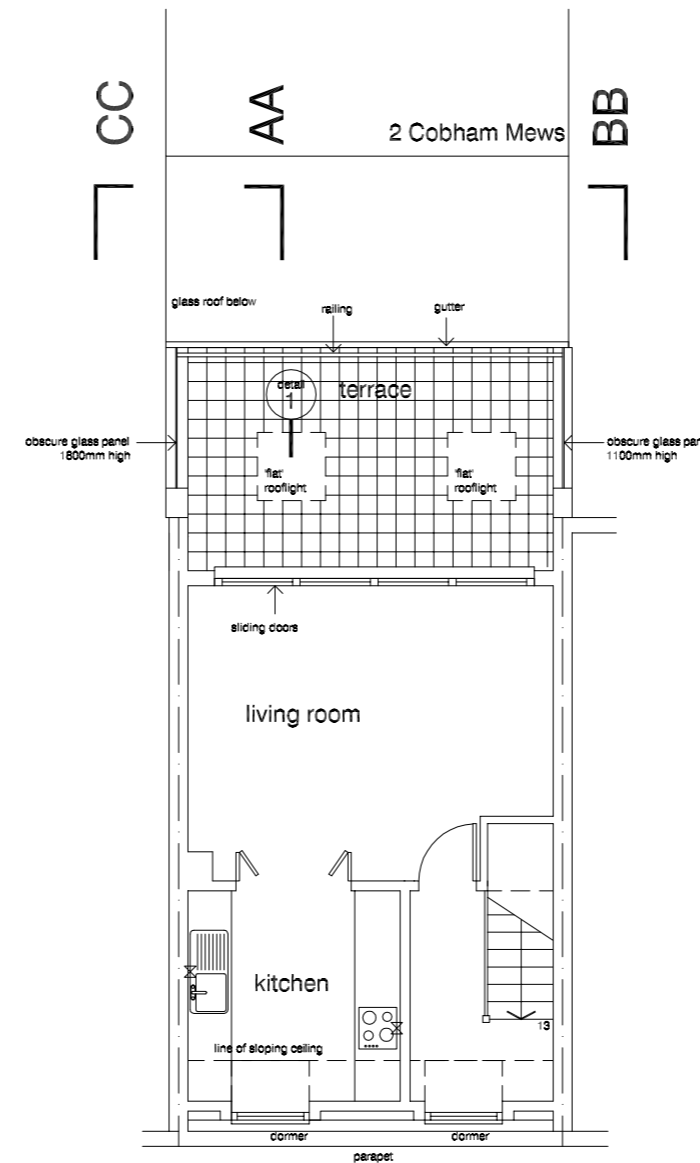 CC
AA
2 Cobham Mews
BB
glass roof below
railing
gutter
detail
1
terrace
obscure glass panel
1800mm high
obscure glass par
1100mm high
'flat'
rooflight
'flat'
rooflight
sliding doors
living room
kitchen
13
line of sloping ceiling
dormer
dormer
parapet